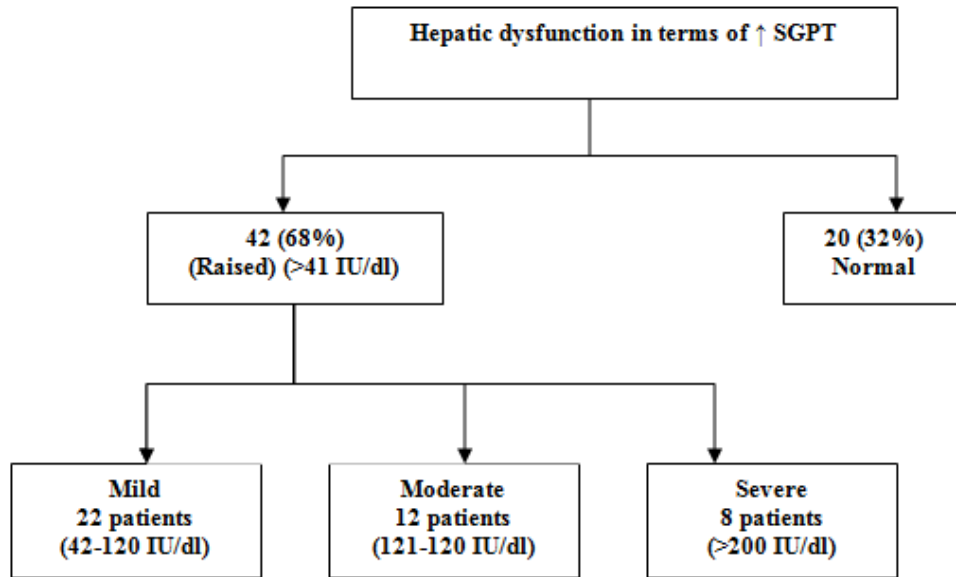 Hepatic dysfunction in terms of ↑ SGPT
42 (68%)
(Raised) (>41 IU/dl)
20 (32%)
Normal
Mild
22 patients
(42-120 IU/dl)
Moderate
12 patients
(121-120 IU/dl)
Severe
8 patients
(>200 IU/dl)